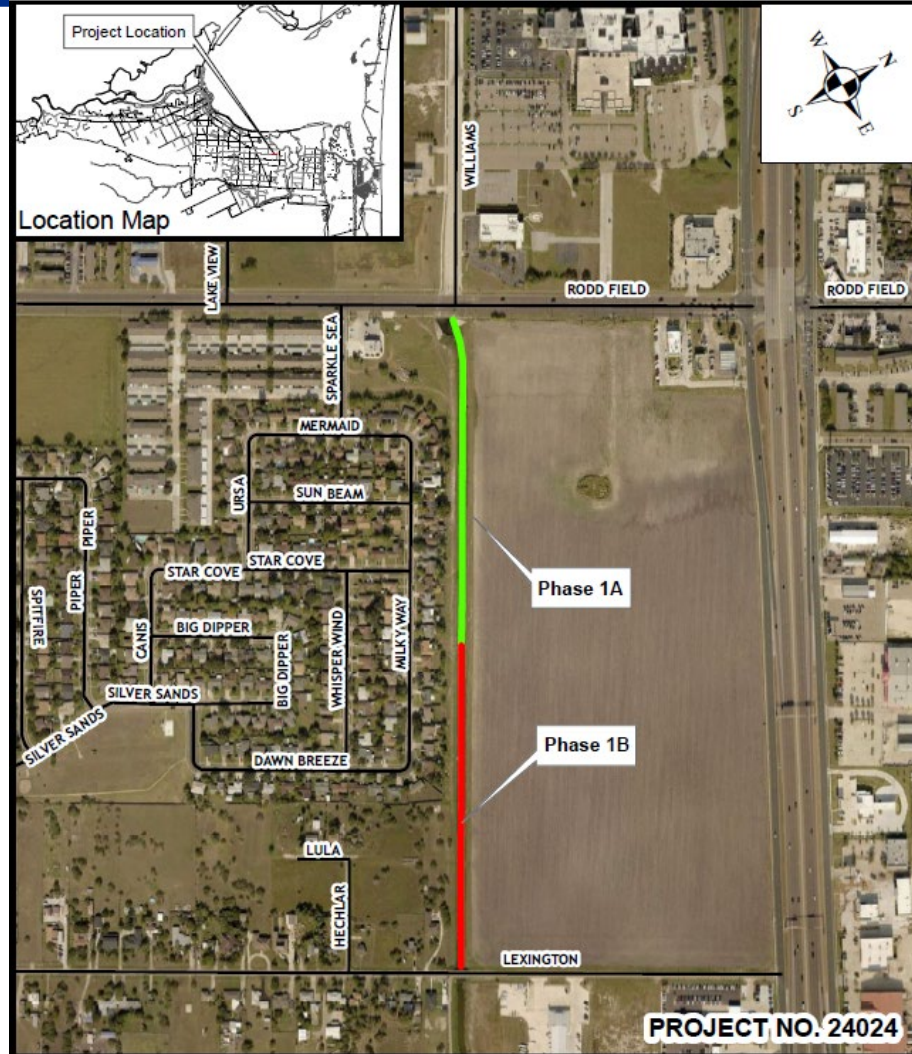 Project Location
Location Map
W
N
S
E
WILLIAMS
LAKE VIEW
RODD FIELD
RODD FIELD
SPARKLE SEA
MERMAID
URSA
SUN BEAM
PIPER
STAR COVE
STAR COVE
Phase 1A
PIPER
SPITFIRE
CANIS
BIG DIPPER
BIG DIPPER
WHISPER WIND
MILKY WAY
SILVER SANDS
SILVER SANDS
Phase 1B
DAWN BREEZE
LULA
HECHLAR
LEXINGTON
PROJECT NO. 24024